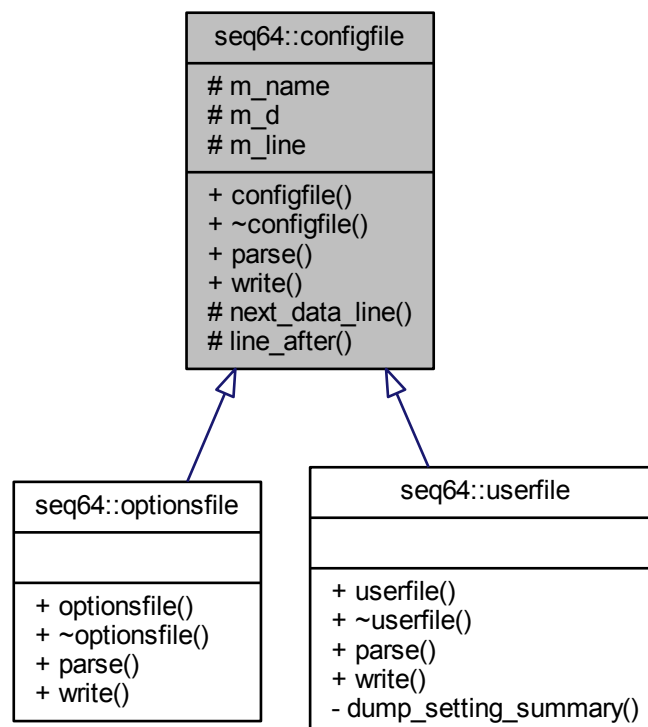 seq64::configfile
# m_name
# m_d
# m_line
+ configfile()
+ ~configfile()
+ parse()
+ write()
# next_data_line()
# line_after()
seq64::optionsfile
+ optionsfile()
+ ~optionsfile()
+ parse()
+ write()
seq64::userfile
+ userfile()
+ ~userfile()
+ parse()
+ write()
- dump_setting_summary()